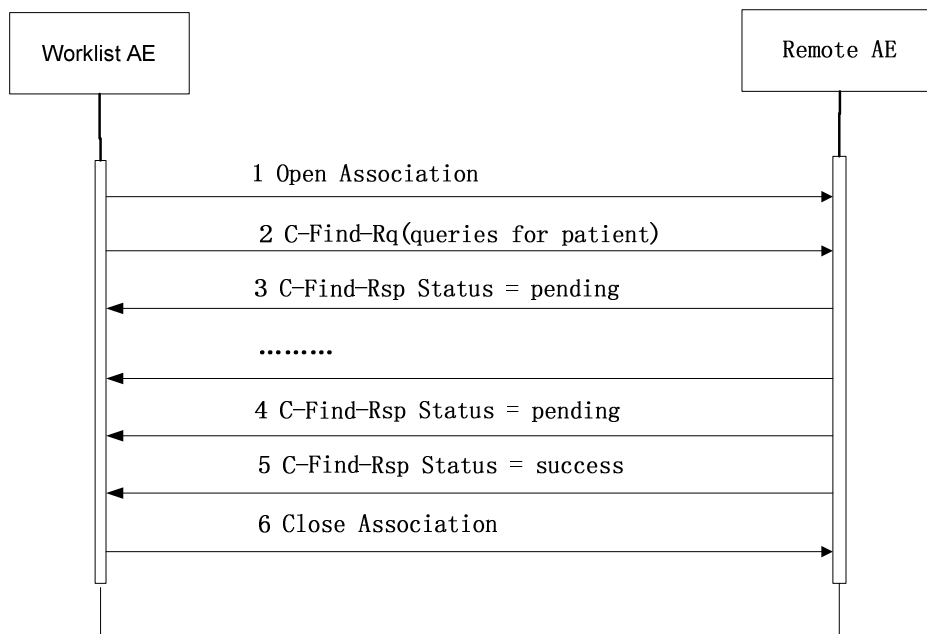 Worklist AE
Remote AE
1 Open Association
2 C-Find-Rq(queries for patient)
3 C-Find-Rsp Status = pending
………
4 C-Find-Rsp Status = pending
5 C-Find-Rsp Status = success
6 Close Association